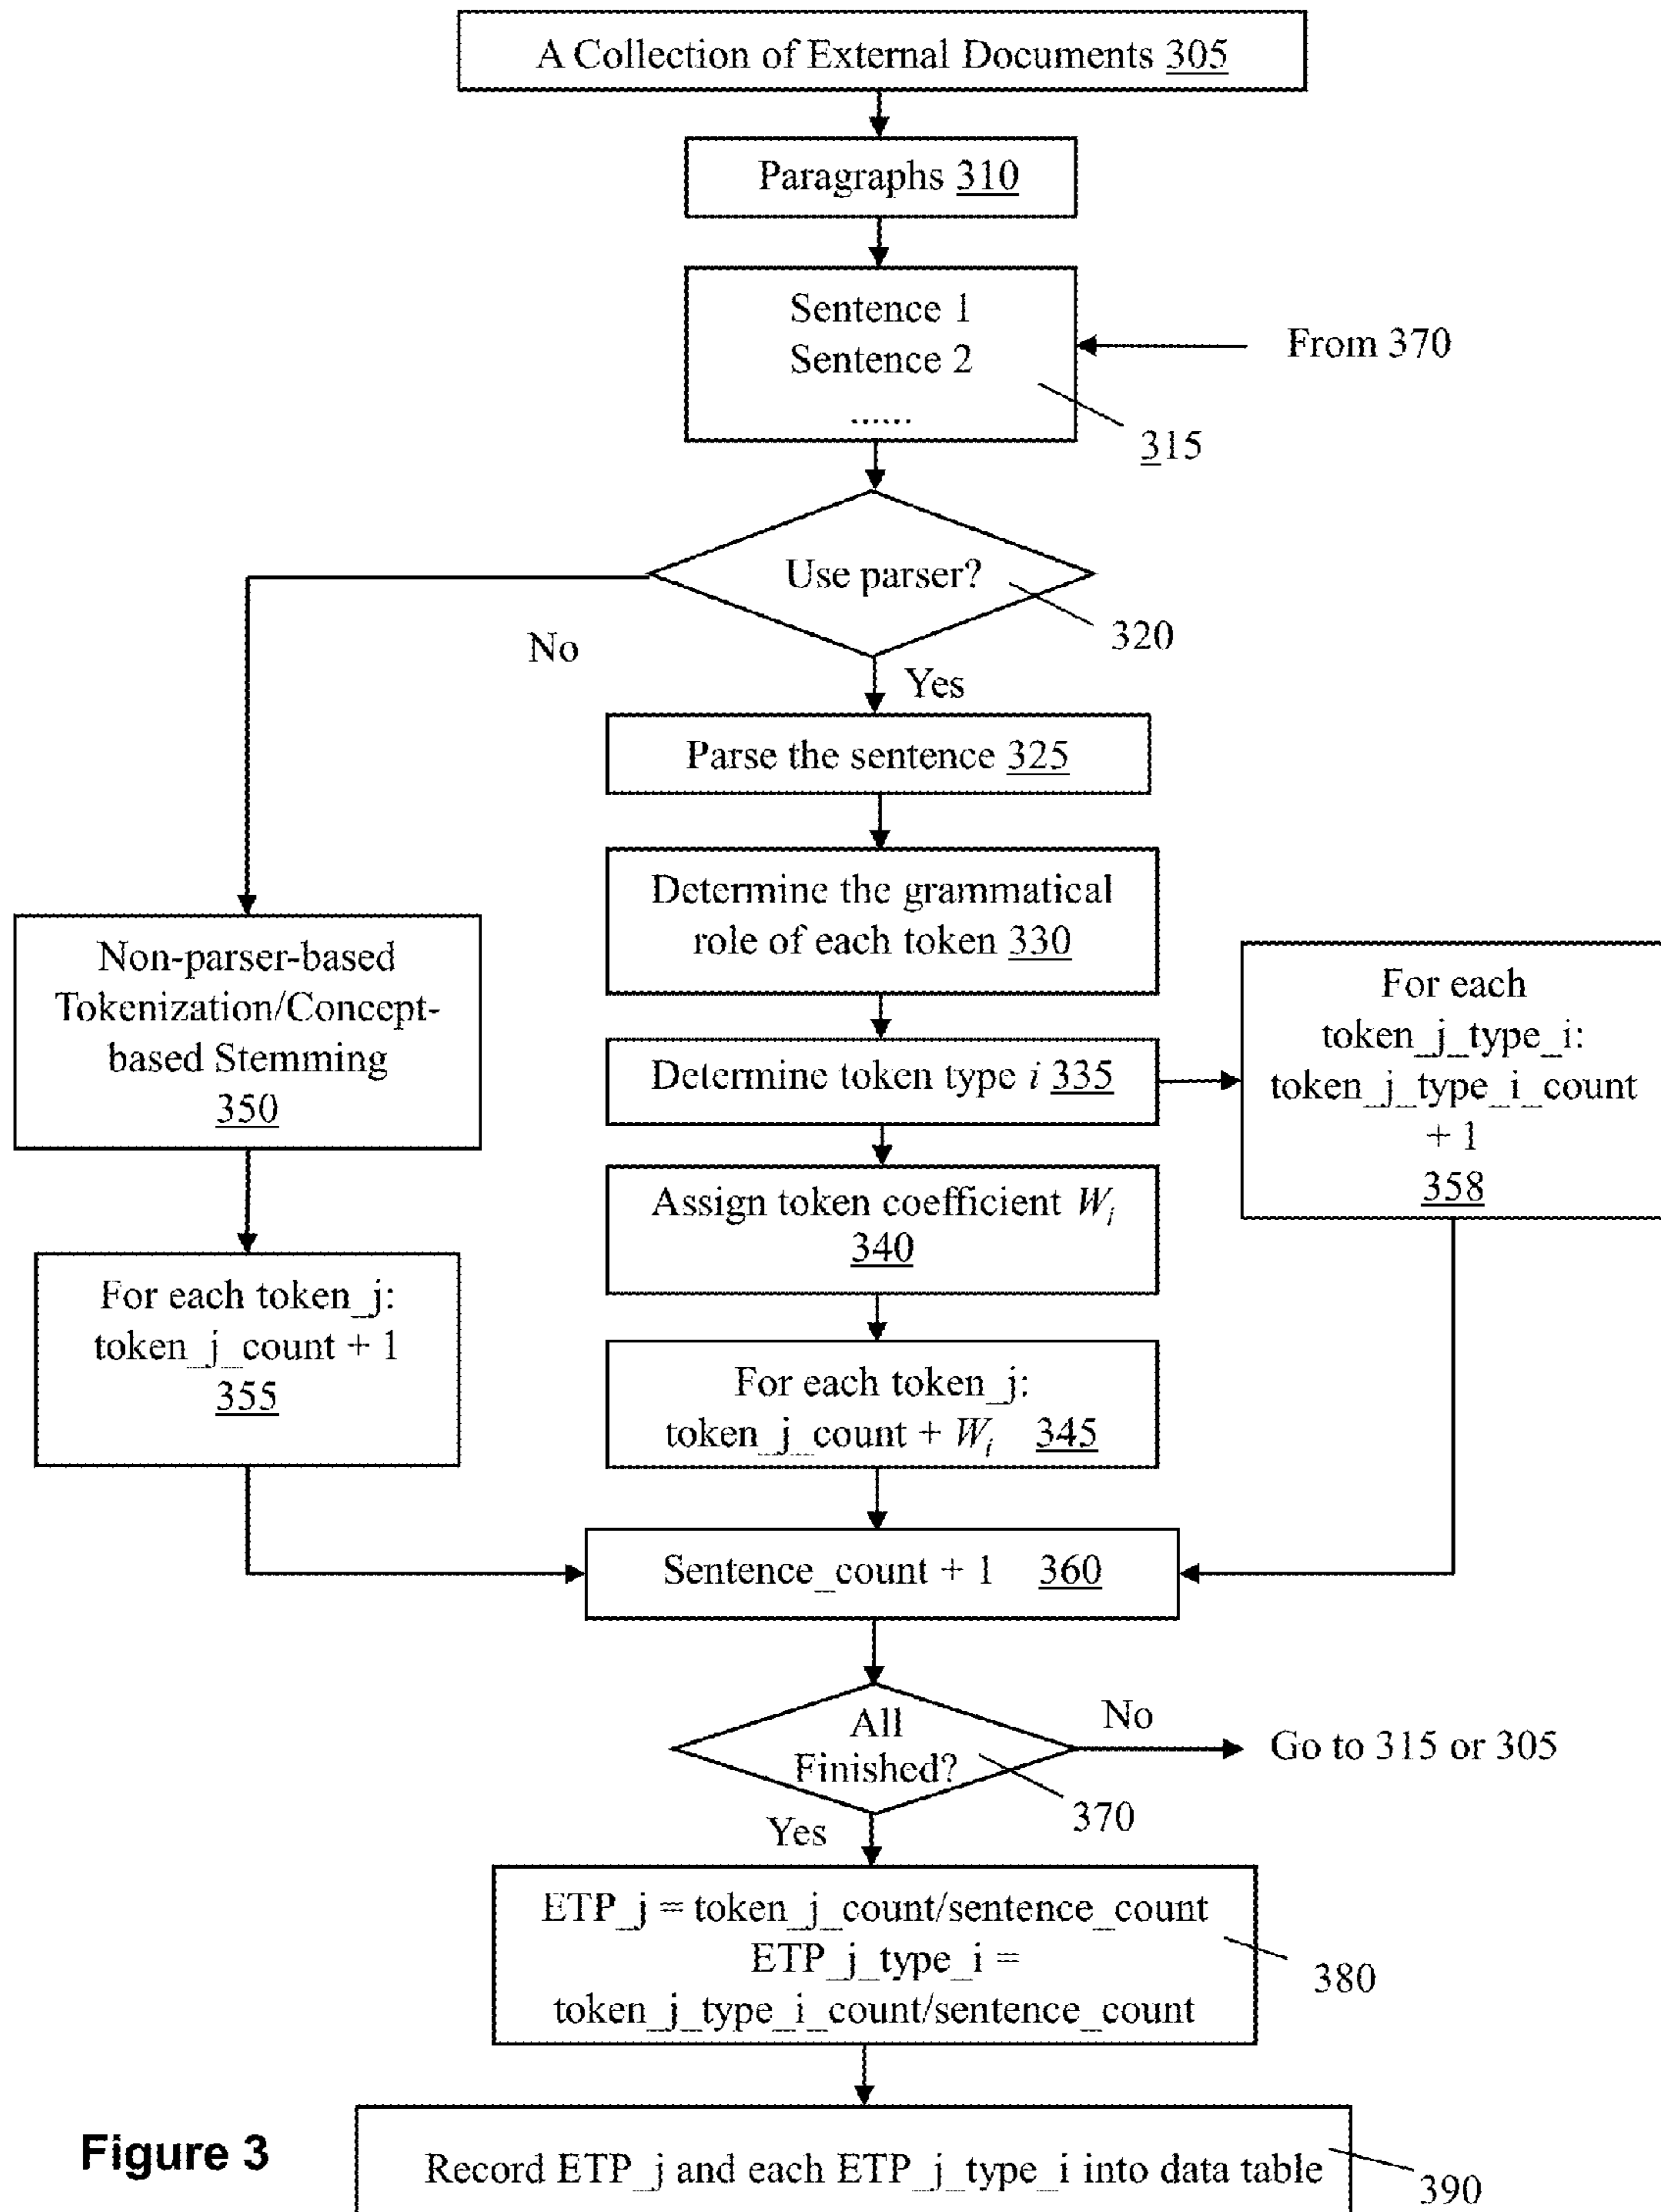 A Collection of External Documents 305
Paragraphs 310
Sentence 1
Sentence 2
......
From 370
315
Use parser?
320
No
Yes
Parse the sentence 325
Determine the grammatical
role of each token 330
Non-parser-based
Tokenization/Concept-
based Stemming
350
For each
token_j_type_i:
token_j_type_i_count
+ 1
358
Determine token type i 335
Assign token coefficient Wi
340
For each token_j:
token_j_count + 1
355
For each token_j:
token_j_count + Wi 345
Sentence_count + 1 360
All
Finished?
No
Go to 315 or 305
370
Yes
ETP_j = token_j_count/sentence_count
ETP_j_type_i =
token_j_type_i_count/sentence_count
380
Figure 3
Record ETP_j and each ETP_j_type_i into data table
390